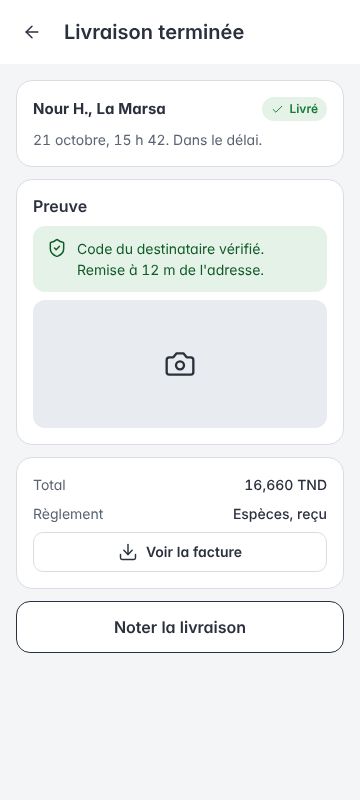 Livraison terminée
Nour H., La Marsa
Livré
21 octobre, 15 h 42. Dans le délai.
Preuve
Code du destinataire vérifié.
Remise à 12 m de l'adresse.
Total
16,660 TND
Règlement
Espèces, reçu
Voir la facture
Noter la livraison